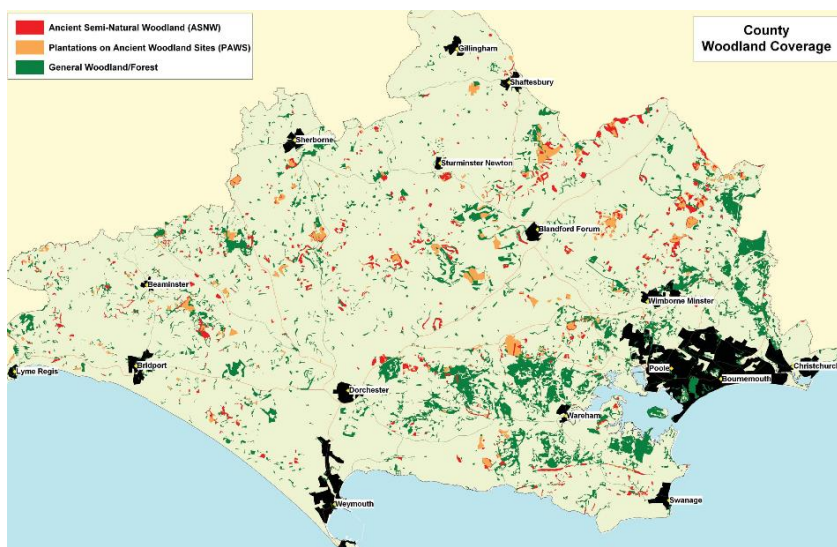 Ancient Semi-Natural Woodland (ASNW)
Plantations on Ancient Woodland Sites (PAWS)
General Woodland/Forest
County
Woodland Coverage
Gillingham
Shaftesbury
Sherborne
Sturminster Newton
Blandford Forum
Beaminster
Wimborne Minster
Lyme Regis
Bridport
Poole
Christchurch
Bournemouth
Dorchester
Wareham
Weymouth
Swanage